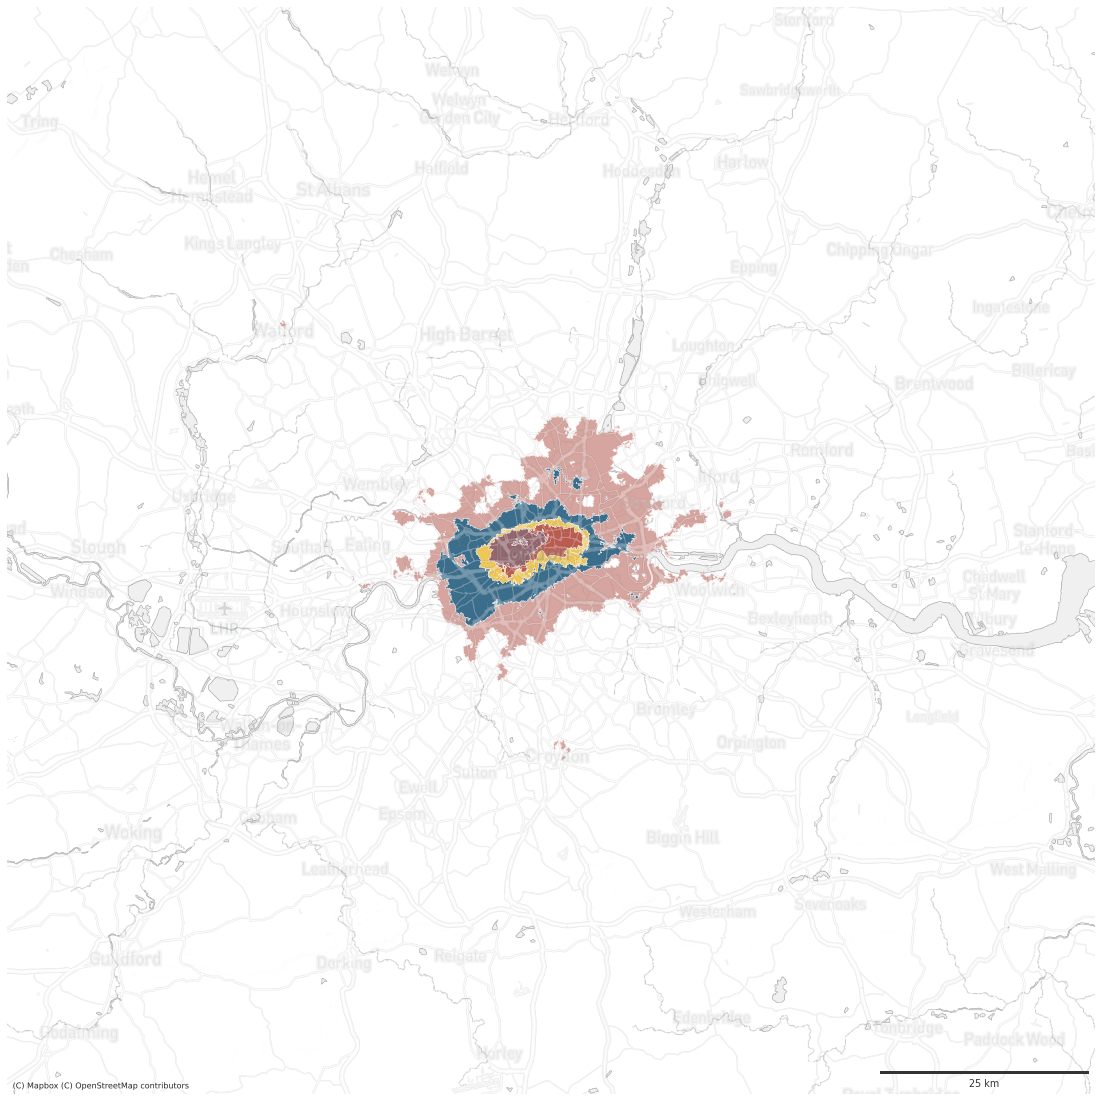 Stortford
Welwyn
Sawbridgeworth
Welwyn
Garden City
Hertford
Tring
Harlow
Hatfield
Hoddesdon
Hemel
Hempstead
St Albans
Kings Langley
Chesham
den
Chipping Ongar
Epping
Ingatestone
Watford
High Barnet
Loughton
Billericay
Brentwood
Romford
Ilford
Wembley
Uxbridge
Southall
Ealing
Slough
Windsor
Hounslow
LHR
Woolwich
Bexleyheath
Stanford-
le-Hope
Chadwell
St Mary
Tilbury
Gravesend
Bromley
Longfield
Thames
Orpington
Croydon
Sutton
Ewell
Epsom
Cobham
Woking
Biggin Hill
Leatherhead
West Malling
Westerham
Sevenoaks
Guildford
Dorking
Reigate
Edenbridge
Tonbridge
Godalming
Paddock Wood
Horley
Royal Tunbridge
25 km
(C) Mapbox (C) OpenStreetMap contributors